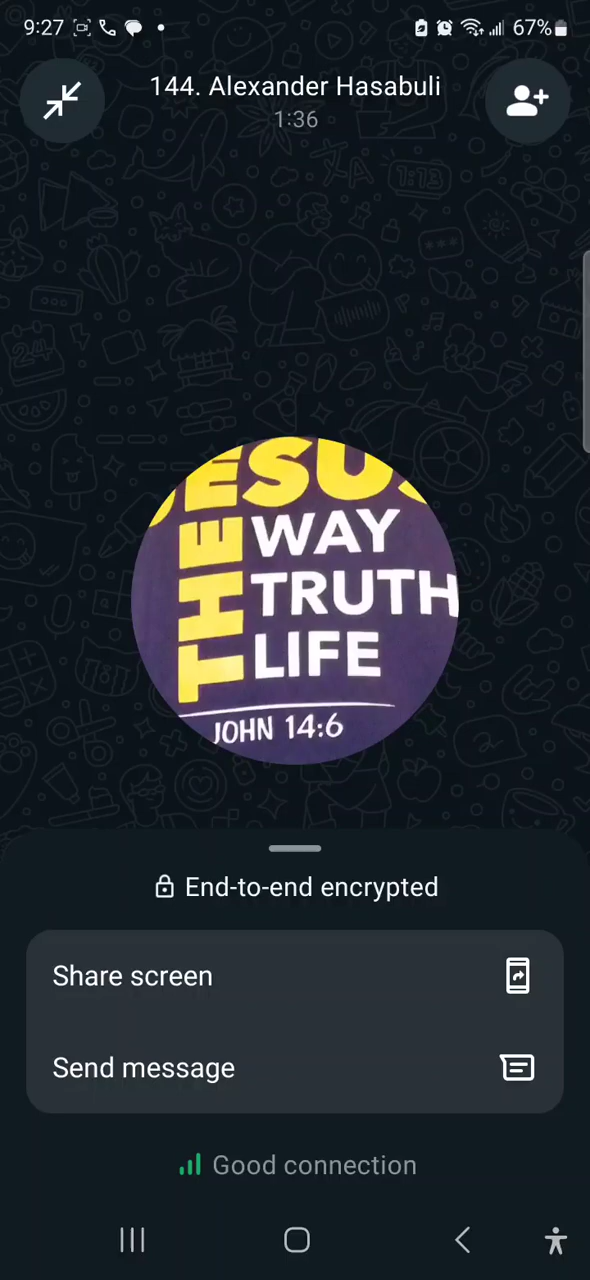 9:27
67%
144. Alexander Hasabuli
1:36
JESUS
THE
WAY
TRUTH
LIFE
JOHN 14:6
End-to-end encrypted
Share screen
Send message
Good connection